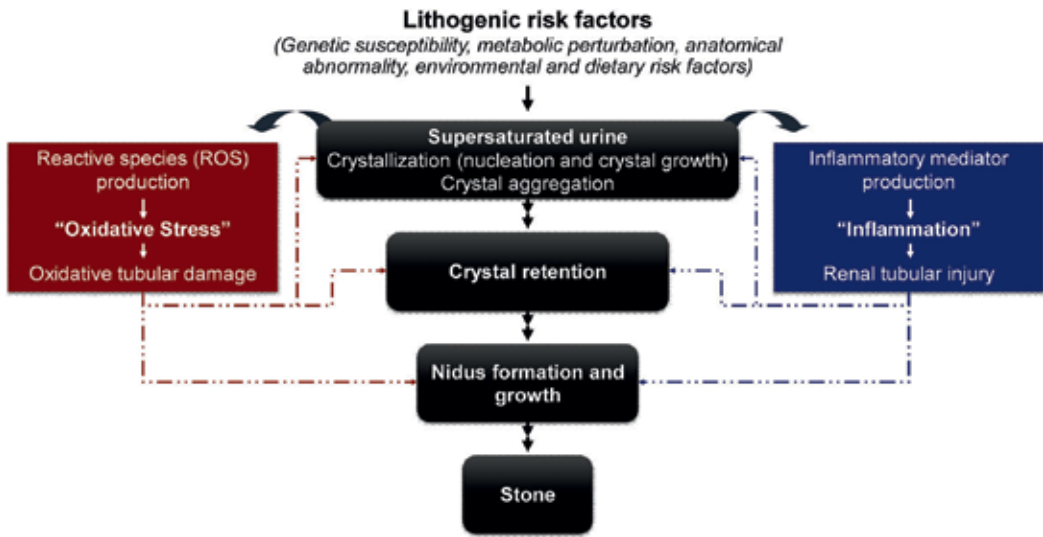 Lithogenic risk factors
(Genetic susceptibility, metabolic perturbation, anatomical
abnormality, environmental and dietary risk factors)
Supersaturated urine
Crystallization (nucleation and crystal growth)
Crystal aggregation
Reactive species (ROS)
production
“Oxidative Stress”
Oxidative tubular damage
Inflammatory mediator
production
“Inflammation”
Renal tubular injury
Crystal retention
Nidus formation and
growth
Stone